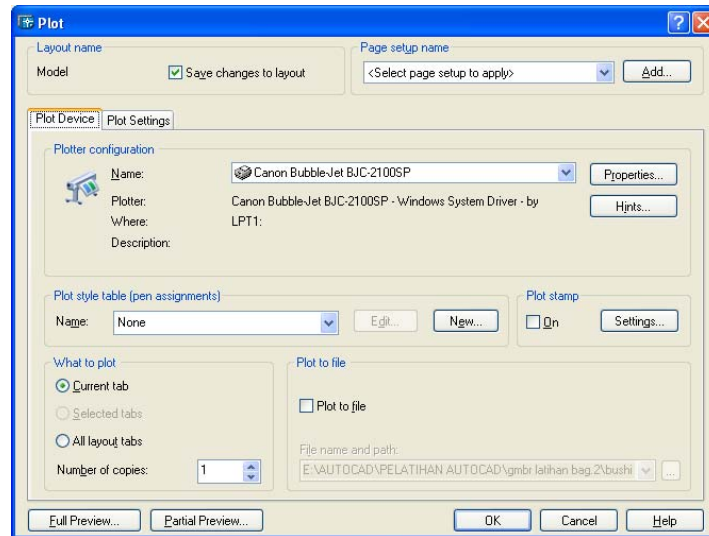 Plot
Layout name
Model
Save changes to layout
Page setup name
<Select page setup to apply>
Add...
Plot Device
Plot Settings
Plotter configuration
Name:
Canon Bubble-Jet BJC-2100SP
Properties...
Plotter:
Canon Bubble-Jet BJC-2100SP - Windows System Driver - by
Hints...
Where:
LPT1:
Description:
Plot style table (pen assignments)
Name:
None
Edit...
New...
Plot stamp
On
Settings...
What to plot
Current tab
Selected tabs
All layout tabs
Number of copies:
1
Plot to file
Plot to file
File name and path:
E:\AUTOCAD\PELATIHAN AUTOCAD\gmbr latihan bag.2\bushi
...
Full Preview...
Partial Preview...
OK
Cancel
Help